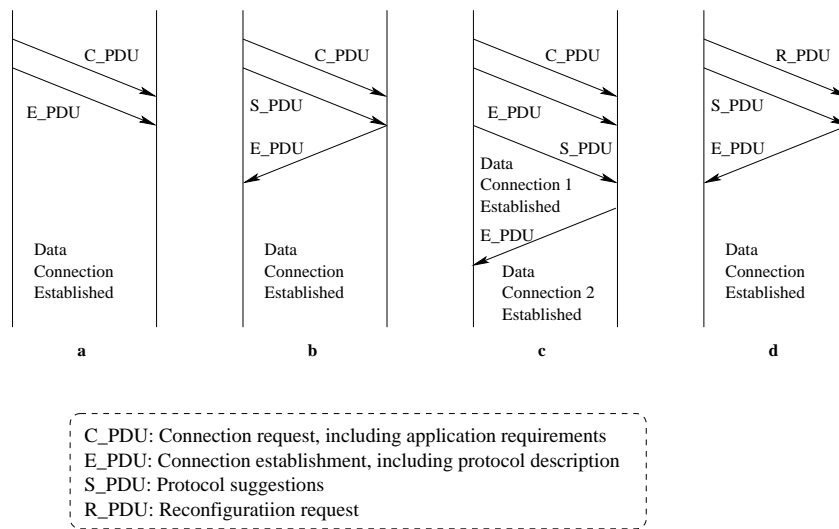 C_PDU
E_PDU
Data
Connection
Established
a
C_PDU
S_PDU
E_PDU
Data
Connection
Established
b
C_PDU
E_PDU
S_PDU
Data
Connection 1
Established
E_PDU
Data
Connection 2
Established
c
R_PDU
S_PDU
E_PDU
Data
Connection
Established
d
C_PDU: Connection request, including application requirements
E_PDU: Connection establishment, including protocol description
S_PDU: Protocol suggestions
R_PDU: Reconfiguratiion request